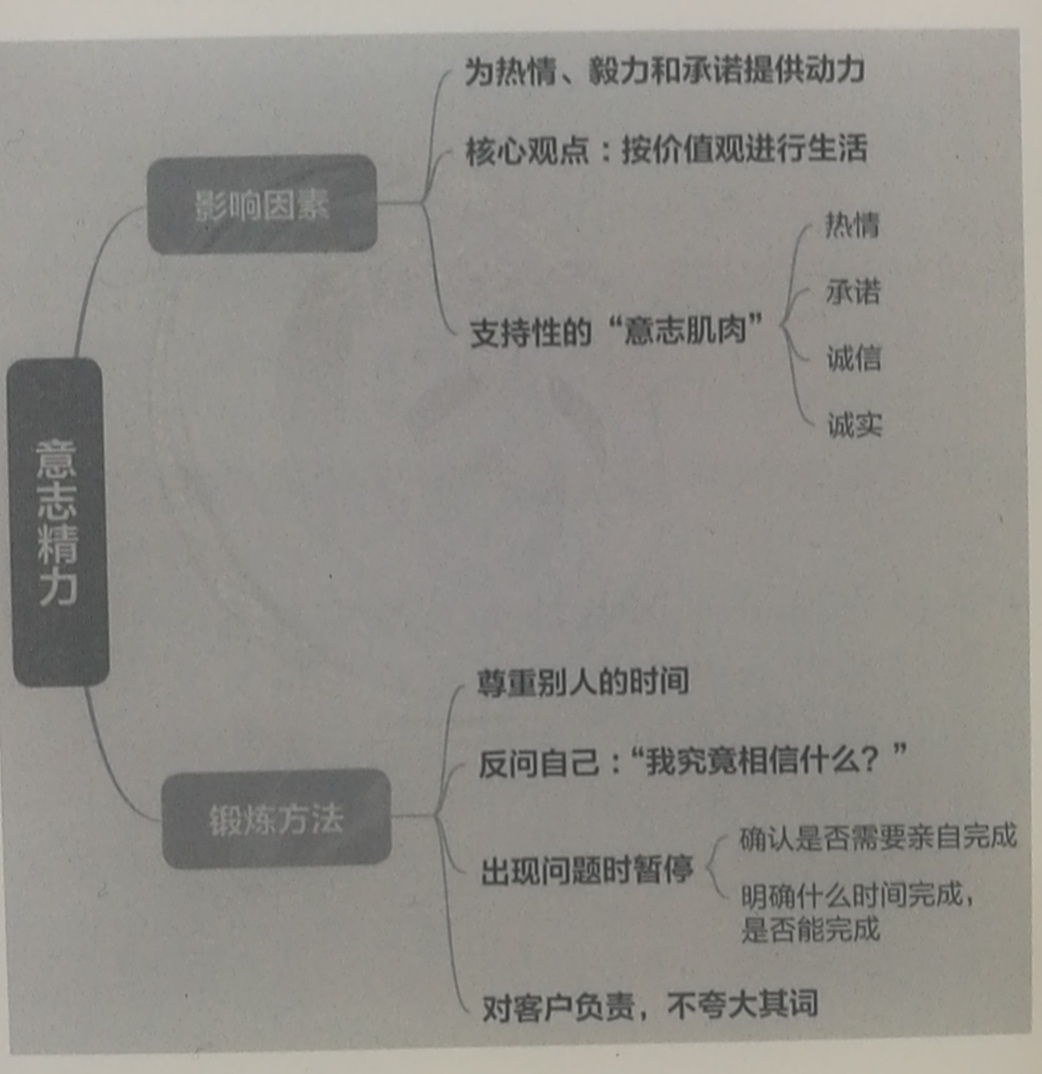 意志精力
影响因素
为热情、毅力和承诺提供动力
核心观点：按价值观进行生活
支持性的“意志肌肉”
热情
承诺
诚信
诚实
锻炼方法
尊重别人的时间
反问自己：“我究竟相信什么？”
出现问题时暂停
确认是否需要亲自完成
明确什么时间完成，
是否能完成
对客户负责，不夸大其词